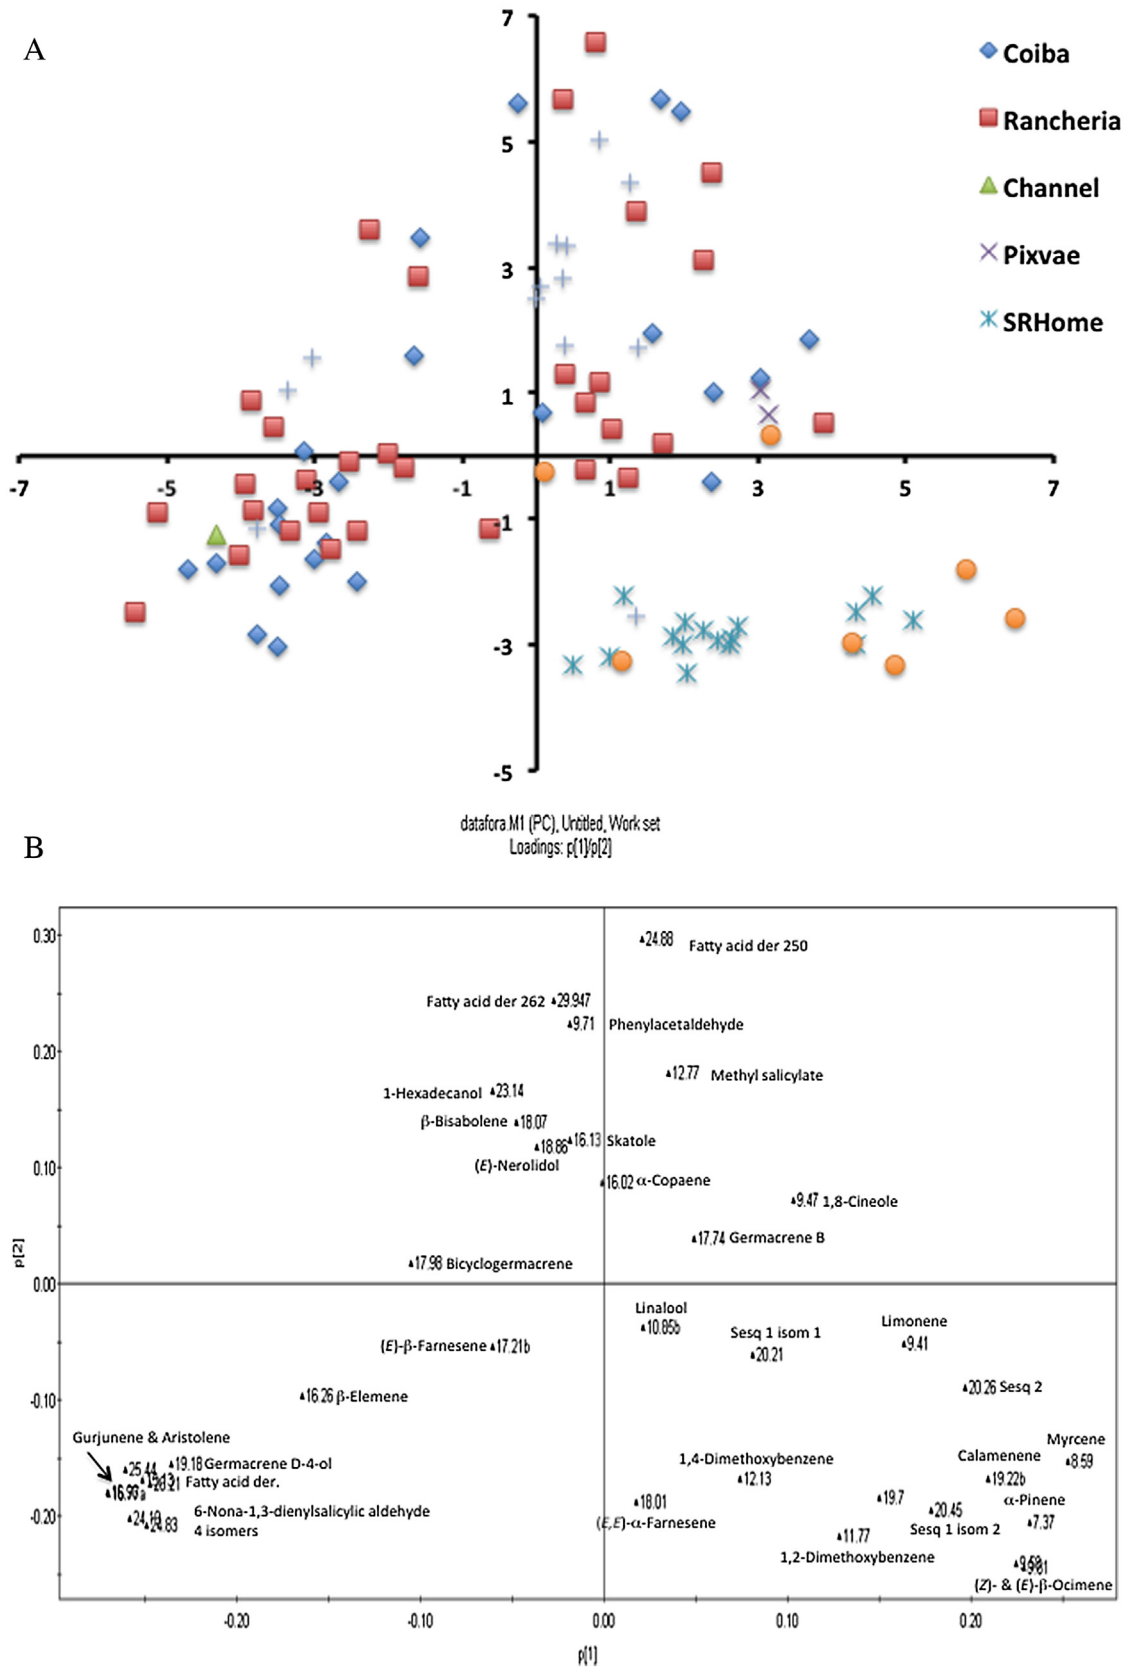 A
7
Coiba
Rancheria
5
Channel
Pixvae
3
SRHome
1
-7
-5
-3
-1
1
3
5
7
-1
-3
-5
datafora.M1 (PC), Untitled, Work set
Loadings: p[1]/p[2]
B
0.30
24.88 Fatty acid der 250
Fatty acid der 262 29.947
9.71 Phenylacetaldehyde
0.20
12.77 Methyl salicylate
1-Hexadecanol 23.14
β-Bisabolene 18.07
18.86 16.13 Skatole
(E)-Nerolidol
0.10
16.02 α-Copaene
9.47 1,8-Cineole
17.74 Germacrene B
p[2]
17.98 Bicyclogermacrene
0.00
Linalool
10.85b
Limonene
Sesq 1 isom 1
9.41
(E)-β-Farnesene 17.21b
20.21
20.26 Sesq 2
-0.10
16.26 β-Elemene
Gurjunene & Aristolene
Myrcene
1,4-Dimethoxybenzene
Calamenene
8.59
25.44
19.18 Germacrene D-4-ol
12.13
19.22b
Fatty acid der.
18.01
19.7
α-Pinene
-0.20
6-Nona-1,3-dienylsalicylic aldehyde
20.45
7.37
(E,E)-α-Farnesene
4 isomers
11.77
Sesq 1 isom 2
1,2-Dimethoxybenzene
(Z)- & (E)-β-Ocimene
-0.20
-0.10
0.00
0.10
0.20
p[1]